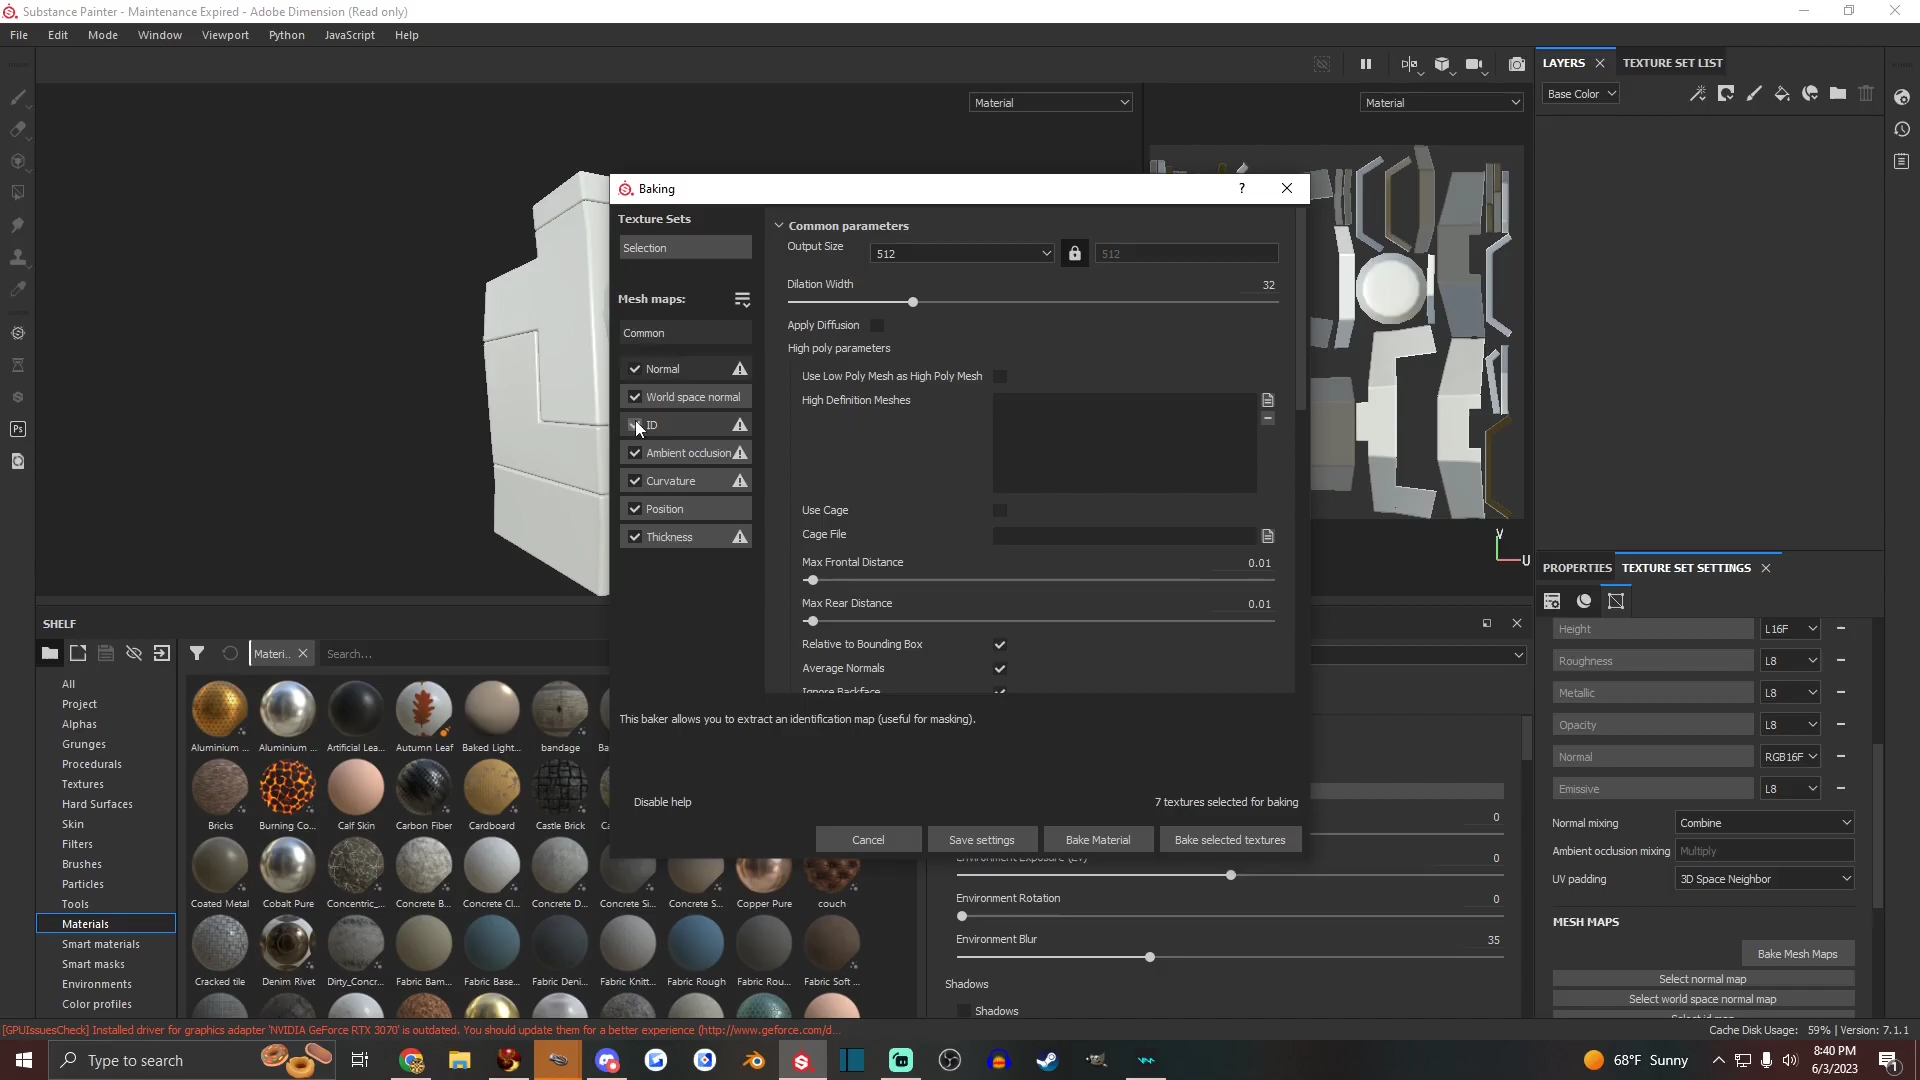 Substance Painter - Maintenance Expired - Adobe Dimension (Read only)
File Edit Mode Window Viewport Python JavaScript Help
LAYERS TEXTURE SET LIST
Base Color
Material
Material
Baking
?
Texture Sets
Selection
Mesh maps:
Common
Normal
World space normal
ID
Ambient occlusion
Curvature
Position
Thickness
Common parameters
Output Size 512 512
Dilation Width 32
Apply Diffusion
High poly parameters
Use Low Poly Mesh as High Poly Mesh
High Definition Meshes
Use Cage
Cage File
Max Frontal Distance 0.01
Max Rear Distance 0.01
Relative to Bounding Box
Average Normals
Ignore Backface
This baker allows you to extract an identification map (useful for masking).
Disable help
7 textures selected for baking
Cancel Save settings Bake Material Bake selected textures
V
U
Ps
SHELF
Materi..
Search...
All
Project
Alphas
Grunges
Procedurals
Textures
Hard Surfaces
Skin
Filters
Brushes
Particles
Tools
Materials
Smart materials
Smart masks
Environments
Color profiles
Aluminium ... Aluminium ... Artificial Lea... Autumn Leaf Baked Light... bandage
Bricks Burning Co... Calf Skin Carbon Fiber Cardboard Castle Brick
Coated Metal Cobalt Pure Concentric_... Concrete B... Concrete Cl... Concrete D... Concrete Si... Concrete S... Copper Pure couch
Cracked tile Denim Rivet Dirty_Concr... Fabric Bam... Fabric Base... Fabric Deni... Fabric Knitt... Fabric Rough Fabric Rou... Fabric Soft ...
0
Environment Exposure (EV) 0
Environment Rotation 0
Environment Blur 35
Shadows
Shadows
PROPERTIES TEXTURE SET SETTINGS
Height L16F
Roughness L8
Metallic L8
Opacity L8
Normal RGB16F
Emissive L8
Normal mixing Combine
Ambient occlusion mixing Multiply
UV padding 3D Space Neighbor
MESH MAPS
Bake Mesh Maps
Select normal map
Select world space normal map
Select id map
[GPUIssuesCheck] Installed driver for graphics adapter 'NVIDIA GeForce RTX 3070' is outdated. You should update them for a better experience (http://www.geforce.com/d...
Cache Disk Usage: 59% | Version: 7.1.1
Type to search
68°F Sunny
8:40 PM
6/3/2023
1